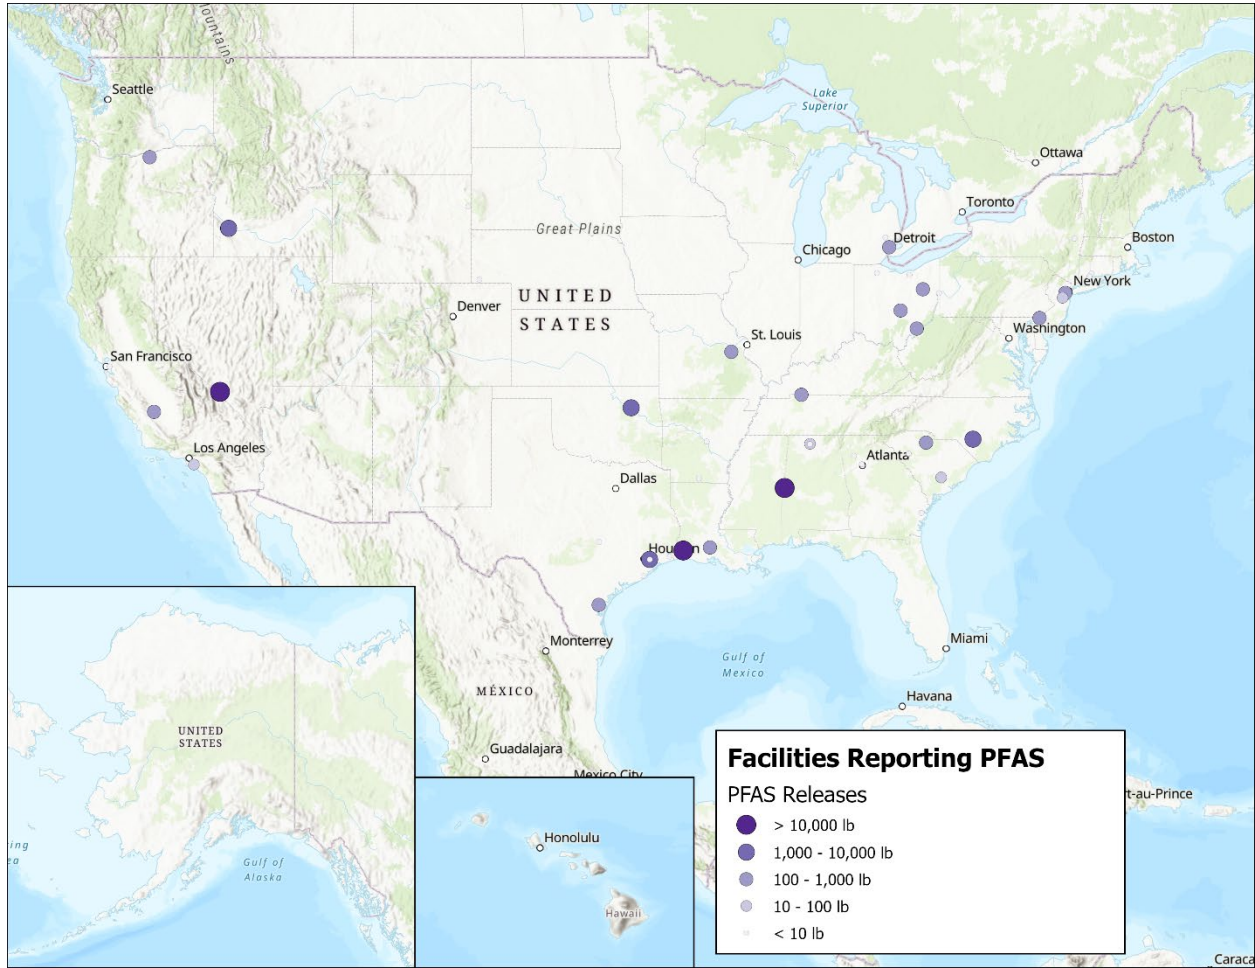 Mountains
Seattle
Lake
Superior
Ottawa
Toronto
Great Plains
Detroit
Boston
Chicago
New York
UNITED
STATES
Denver
Washington
St. Louis
San Francisco
Los Angeles
Atlanta
Dallas
Houston
Miami
Monterrey
Gulf of
Mexico
MÉXICO
Havana
UNITED
STATES
Guadalajara
Mexico City
rt-au-Prince
Honolulu
ing
ea
Gulf of
Alaska
Hawaii
Facilities Reporting PFAS
PFAS Releases
> 10,000 lb
1,000 - 10,000 lb
100 - 1,000 lb
10 - 100 lb
< 10 lb
Caraca